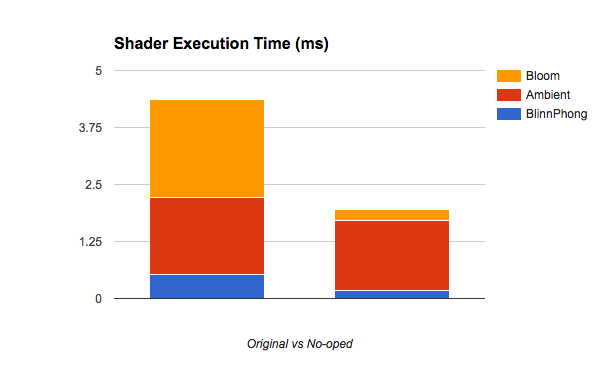 Shader Execution Time (ms)
5
3.75
2.5
1.25
0
Bloom
Ambient
BlinnPhong
Original vs No-oped